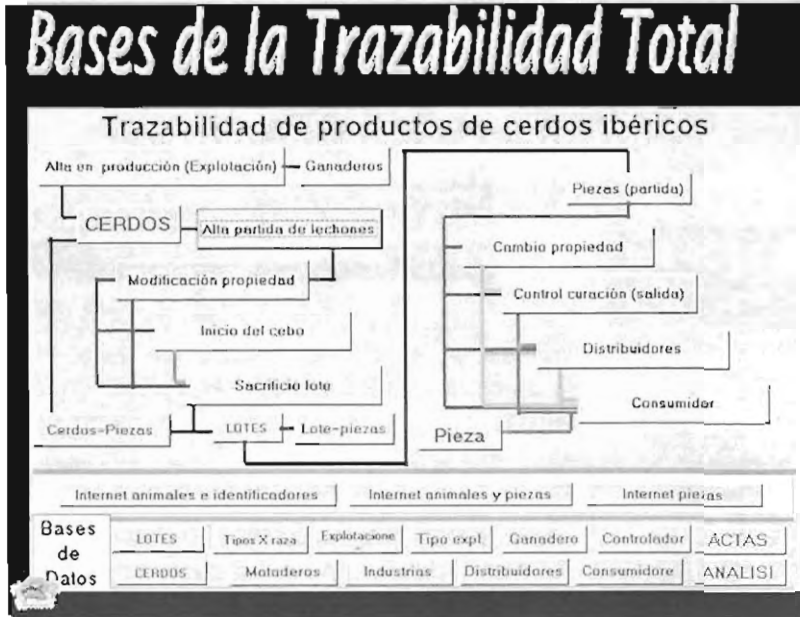 Bases de la Trazabilidad Total
Trazabilidad de productos de cerdos ibéricos
Alta en producción (Explotación)
Ganaderos
CERDOS
Alta partida de lechones
Modificación propiedad
Inicio del cebo
Sacrificio lote
Cerdos-Piezas
LOTES
Lote-piezas
Piezas (partida)
Cambio propiedad
Control curación (salida)
Distribuidores
Consumidor
Pieza
Internet animales e identificadores
Internet animales y piezas
Internet piezas
Bases de Datos
LOTES
Tipos X raza
Explotacione
Tipo expl.
Ganadero
Controlador
ACTAS
CERDOS
Mataderos
Industrias
Distribuidores
Consumidore
ANALISI